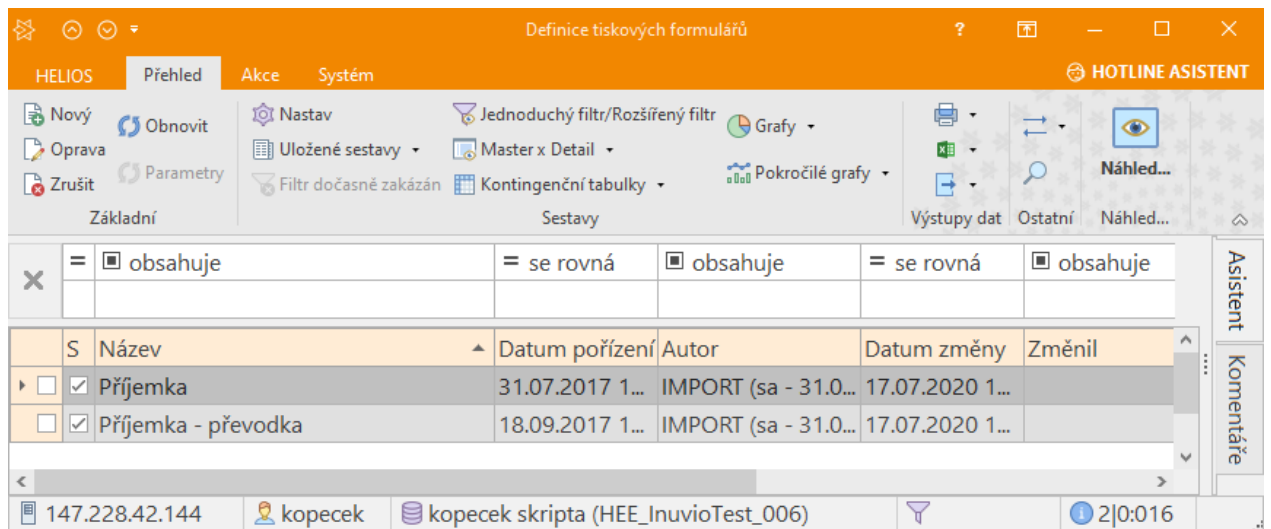 Definice tiskových formulářů
?
HELIOS Přehled Akce Systém HOTLINE ASISTENT
Nový Obnovit Nastav Jednoduchý filtr/Rozšířený filtr Grafy
Oprava Uložené sestavy Master x Detail Náhled...
Zrušit Parametry Filtr dočasně zakázán Kontingenční tabulky Pokročilé grafy
Základní Sestavy Výstupy dat Ostatní Náhled...
= obsahuje = se rovná obsahuje = se rovná obsahuje
S Název Datum pořízení Autor Datum změny Změnil
Příjemka 31.07.2017 1... IMPORT (sa - 31.0... 17.07.2020 1...
Příjemka - převodka 18.09.2017 1... IMPORT (sa - 31.0... 17.07.2020 1...
Asistent
Komentáře
147.228.42.144 kopecek kopecek skripta (HEE_InuvioTest_006) 2|0:016